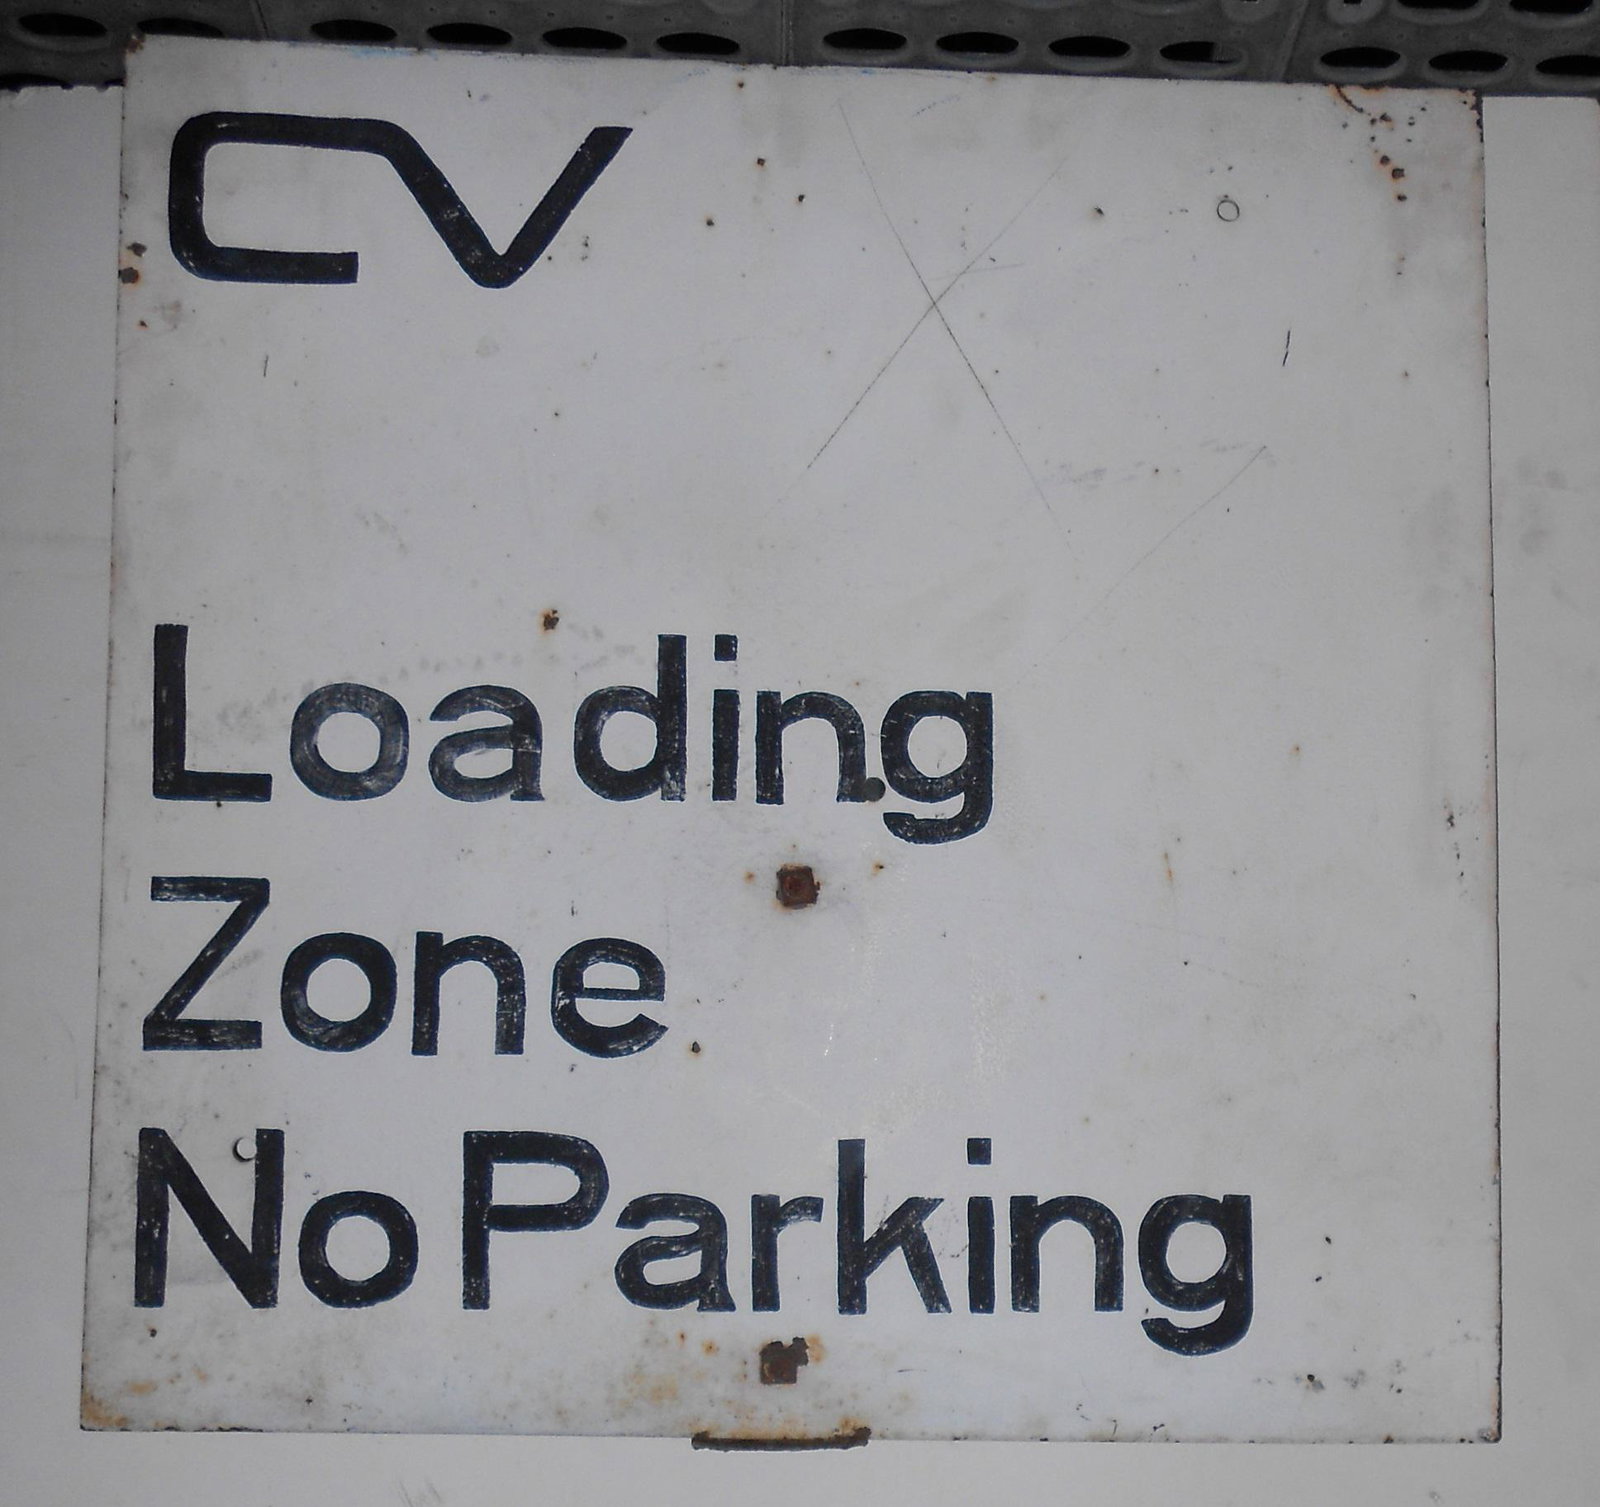 CV
Loading
Zone
No Parking